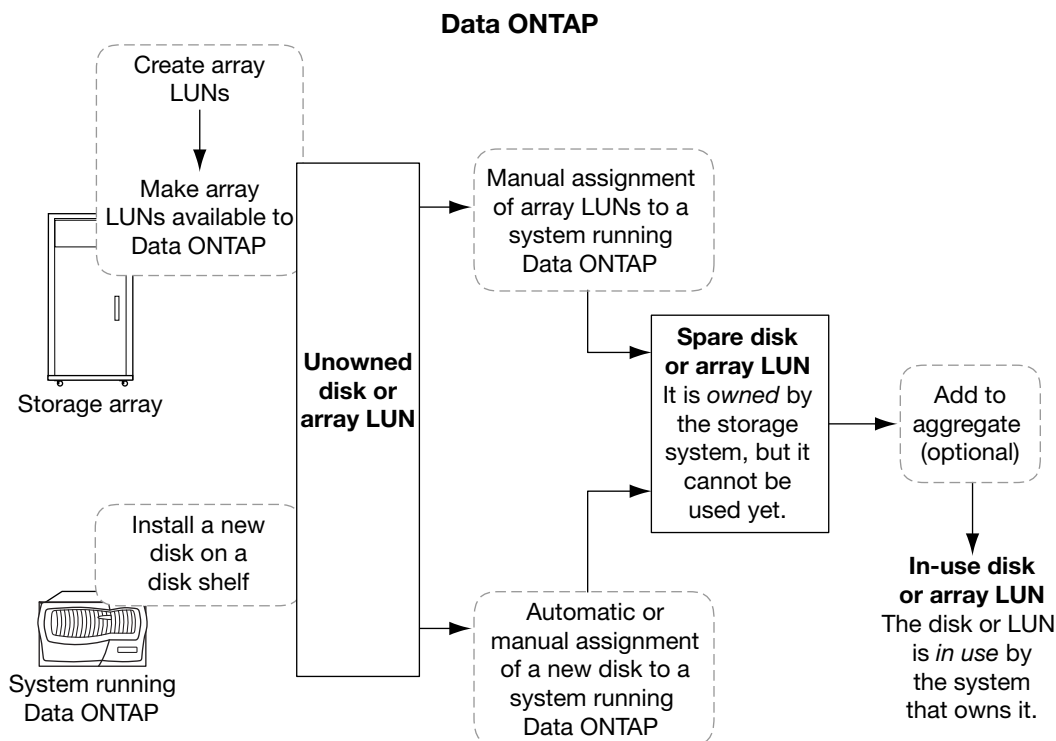 Data ONTAP
Create array
LUNs
Make array
LUNs available to
Data ONTAP
Storage array
Install a new
disk on a
disk shelf
System running
Data ONTAP
Unowned
disk or
array LUN
Manual assignment
of array LUNs to a
system running
Data ONTAP
Automatic or
manual assignment
of a new disk to a
system running
Data ONTAP
Spare disk
or array LUN
It is owned by
the storage
system, but it
cannot be
used yet.
Add to
aggregate
(optional)
In-use disk
or array LUN
The disk or LUN
is in use by
the system
that owns it.